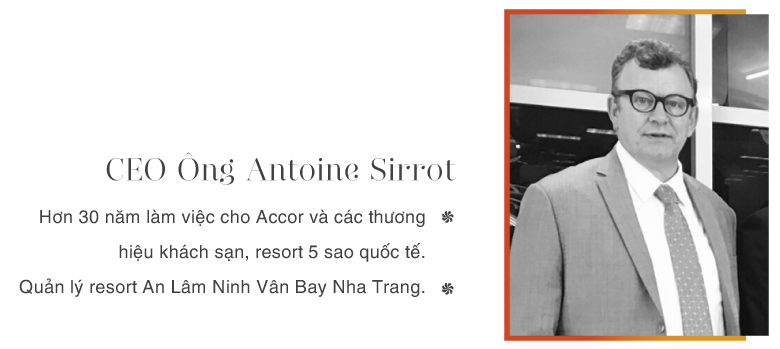 CEO Ông Antoine Sirrot
Hơn 30 năm làm việc cho Accor và các thương
hiệu khách sạn, resort 5 sao quốc tế.
Quản lý resort An Lâm Ninh Vân Bay Nha Trang.